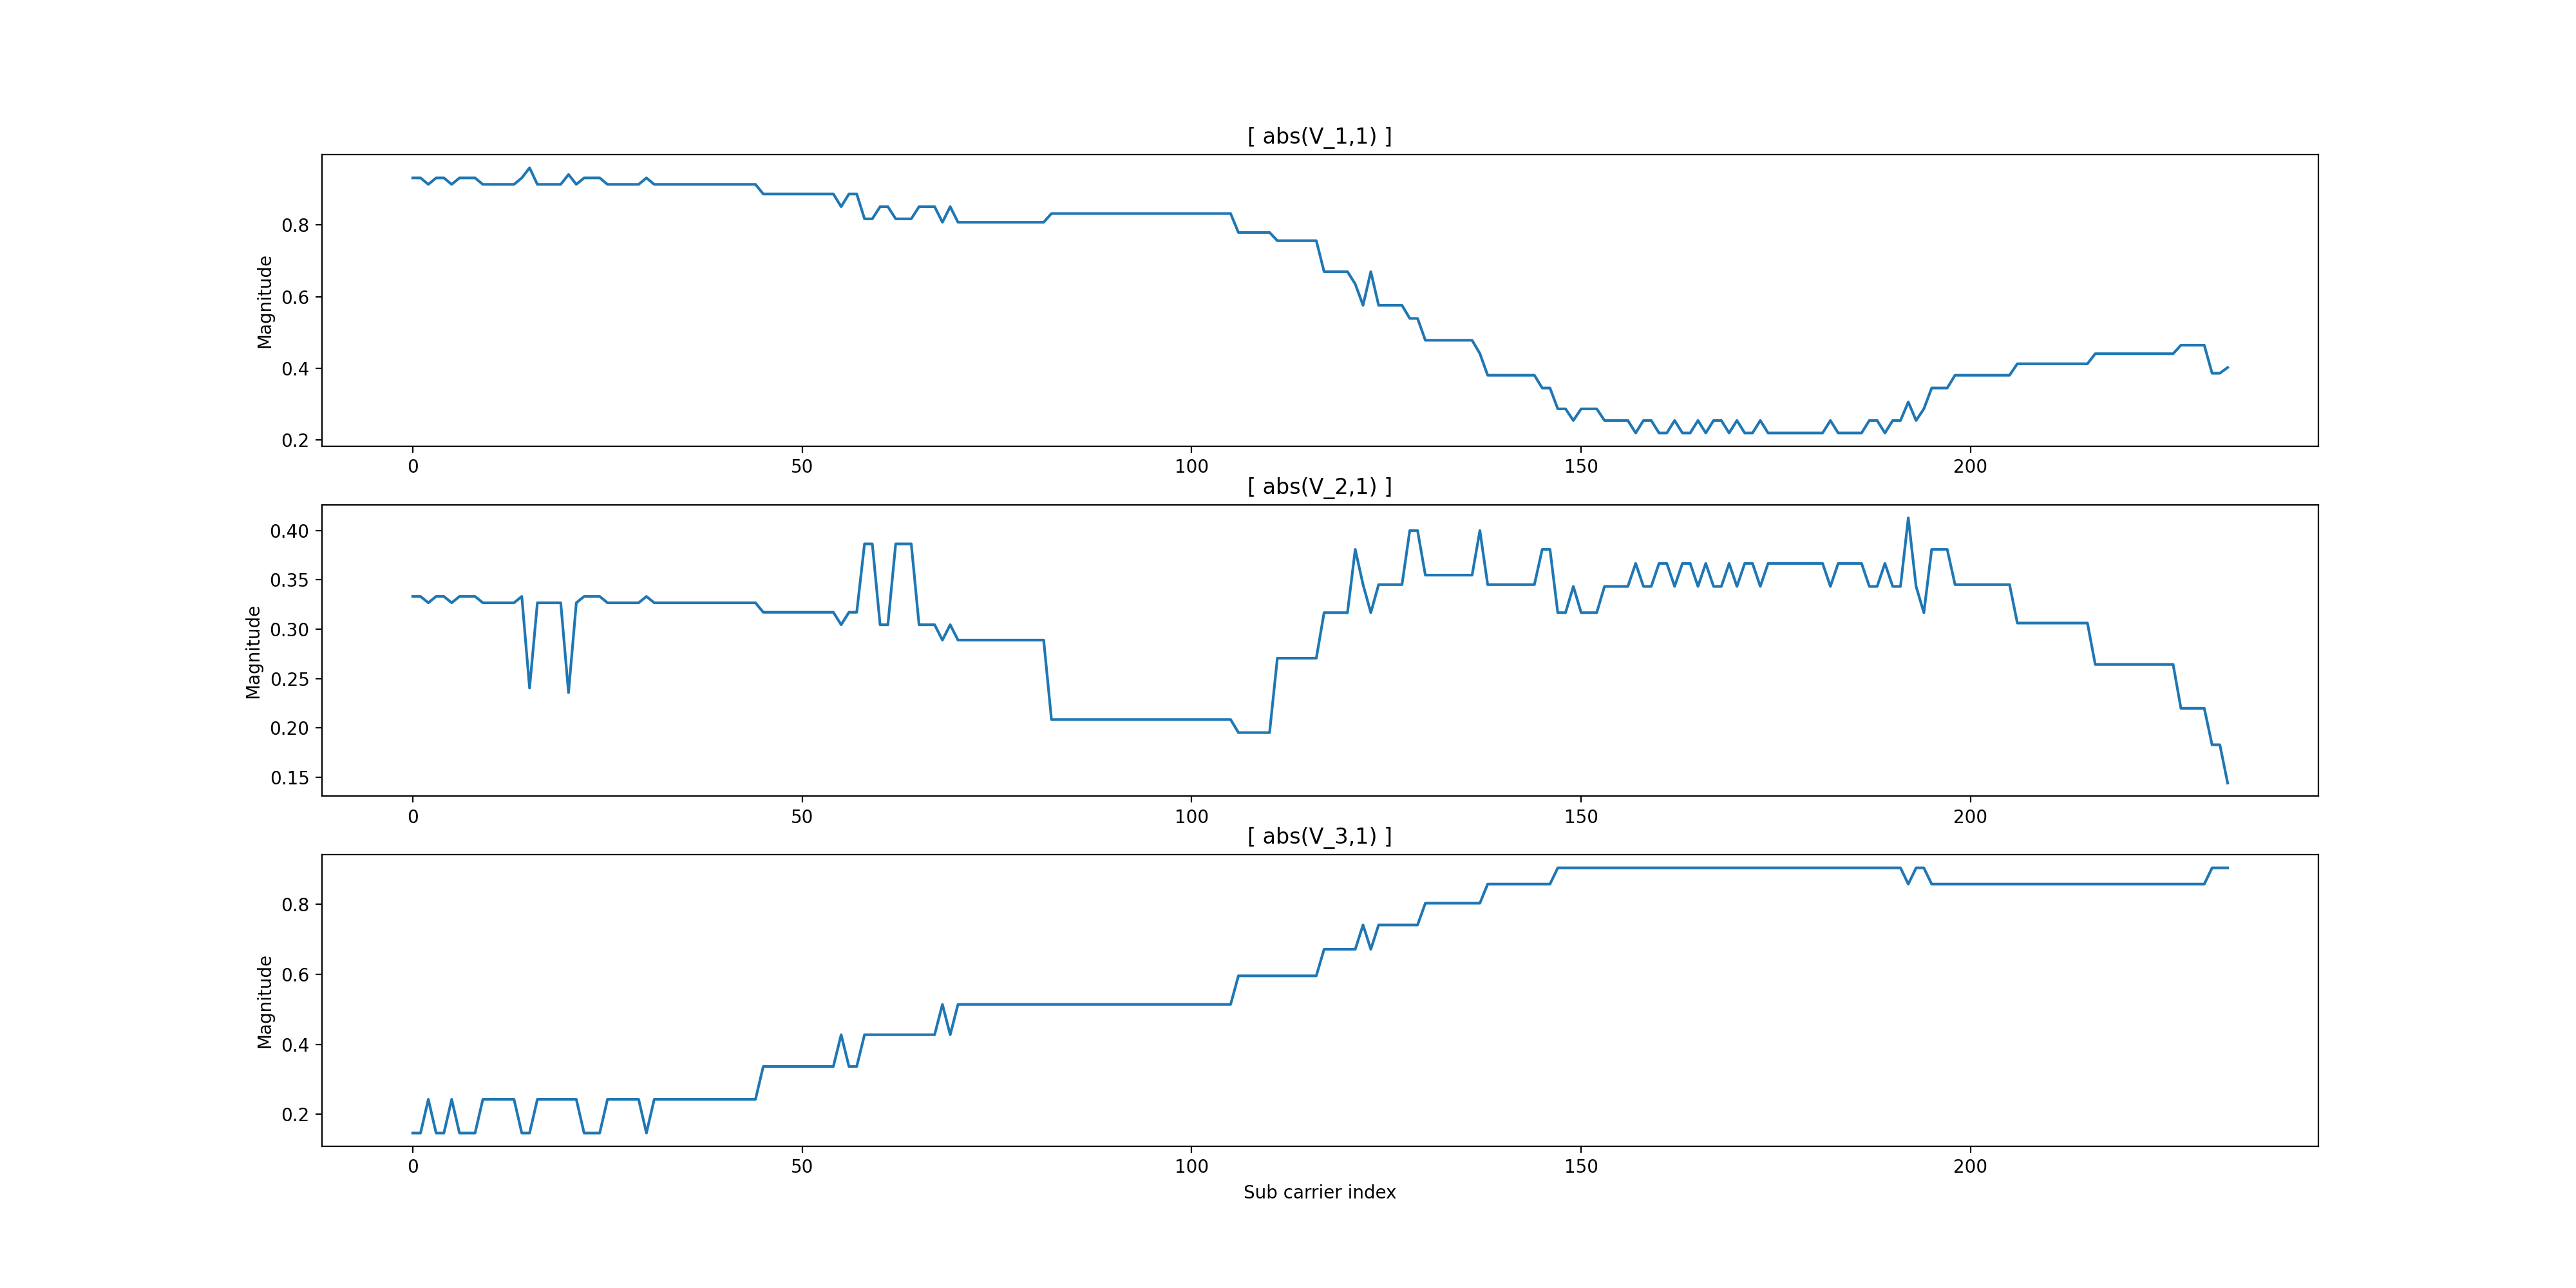 [ abs(V_1,1) ]
Magnitude
0.8
0.6
0.4
0.2
0 50 100 150 200
[ abs(V_2,1) ]
Magnitude
0.40
0.35
0.30
0.25
0.20
0.15
0 50 100 150 200
[ abs(V_3,1) ]
Magnitude
0.8
0.6
0.4
0.2
0 50 100 150 200
Sub carrier index